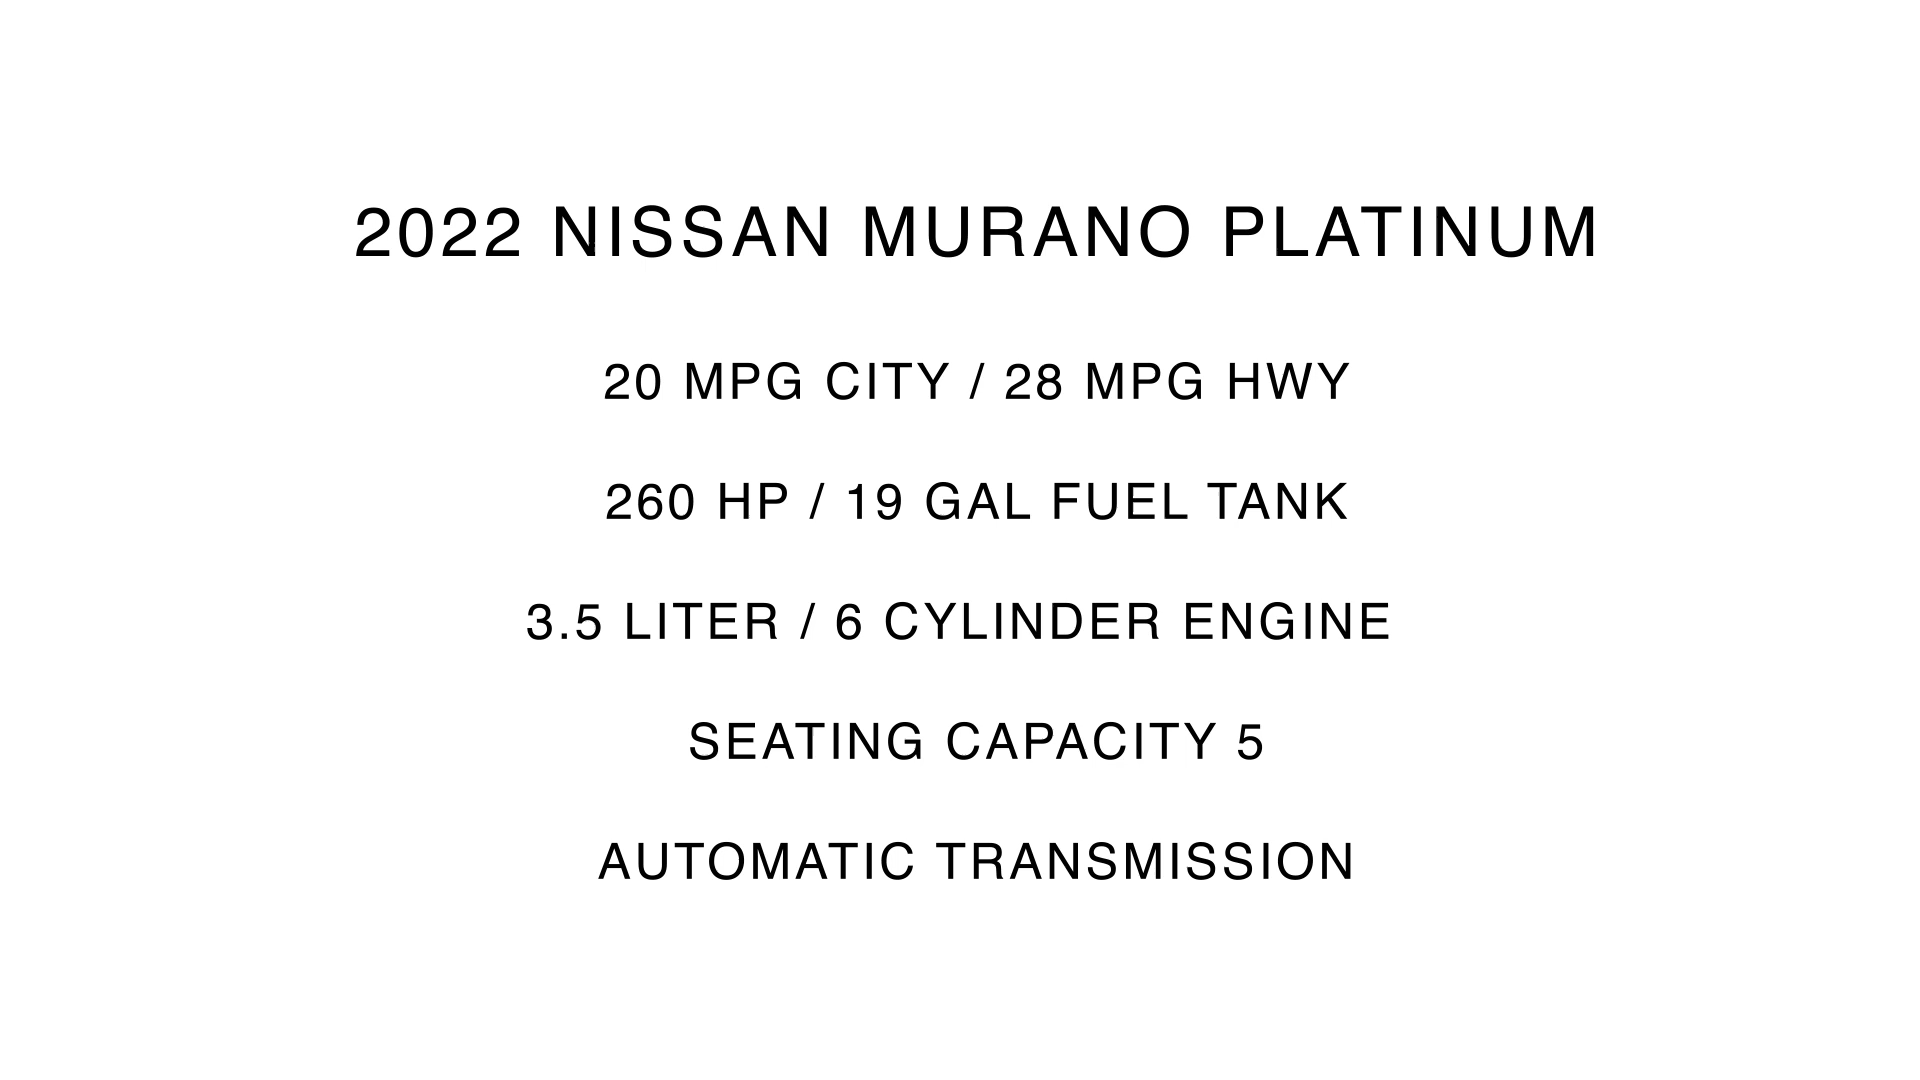 2022 NISSAN MURANO PLATINUM
20 MPG CITY / 28 MPG HWY
260 HP / 19 GAL FUEL TANK
3.5 LITER / 6 CYLINDER ENGINE
SEATING CAPACITY 5
AUTOMATIC TRANSMISSION